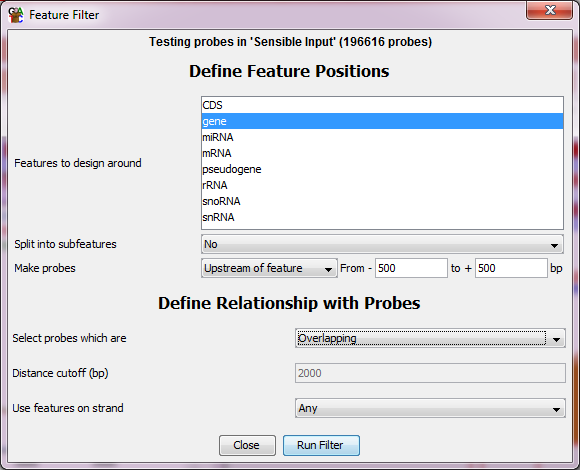 Feature Filter
Testing probes in 'Sensible Input' (196616 probes)
Define Feature Positions
Features to design around
CDS
gene
miRNA
mRNA
pseudogene
rRNA
snoRNA
snRNA
Split into subfeatures No
Make probes Upstream of feature From - 500 to + 500 bp
Define Relationship with Probes
Select probes which are Overlapping
Distance cutoff (bp) 2000
Use features on strand Any
Close Run Filter